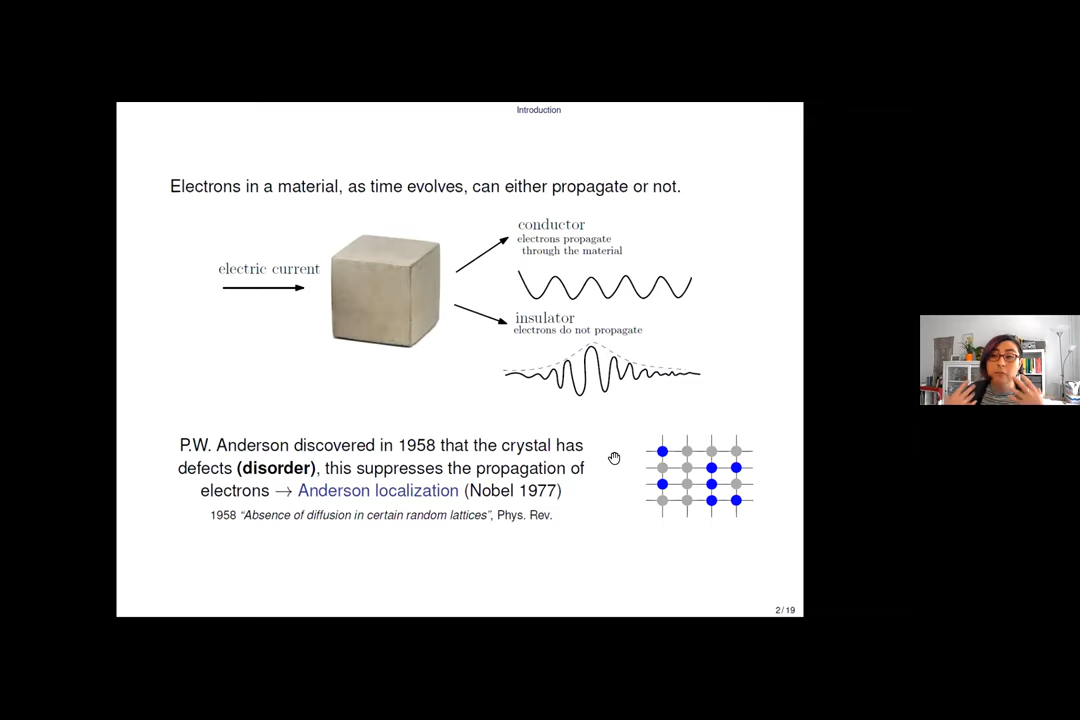 Introduction
Electrons in a material, as time evolves, can either propagate or not.
conductor
electrons propagate
through the material
electric current
insulator
electrons do not propagate
P.W. Anderson discovered in 1958 that the crystal has
defects (disorder), this suppresses the propagation of
electrons → Anderson localization (Nobel 1977)
1958 “Absence of diffusion in certain random lattices”, Phys. Rev.
2 / 19